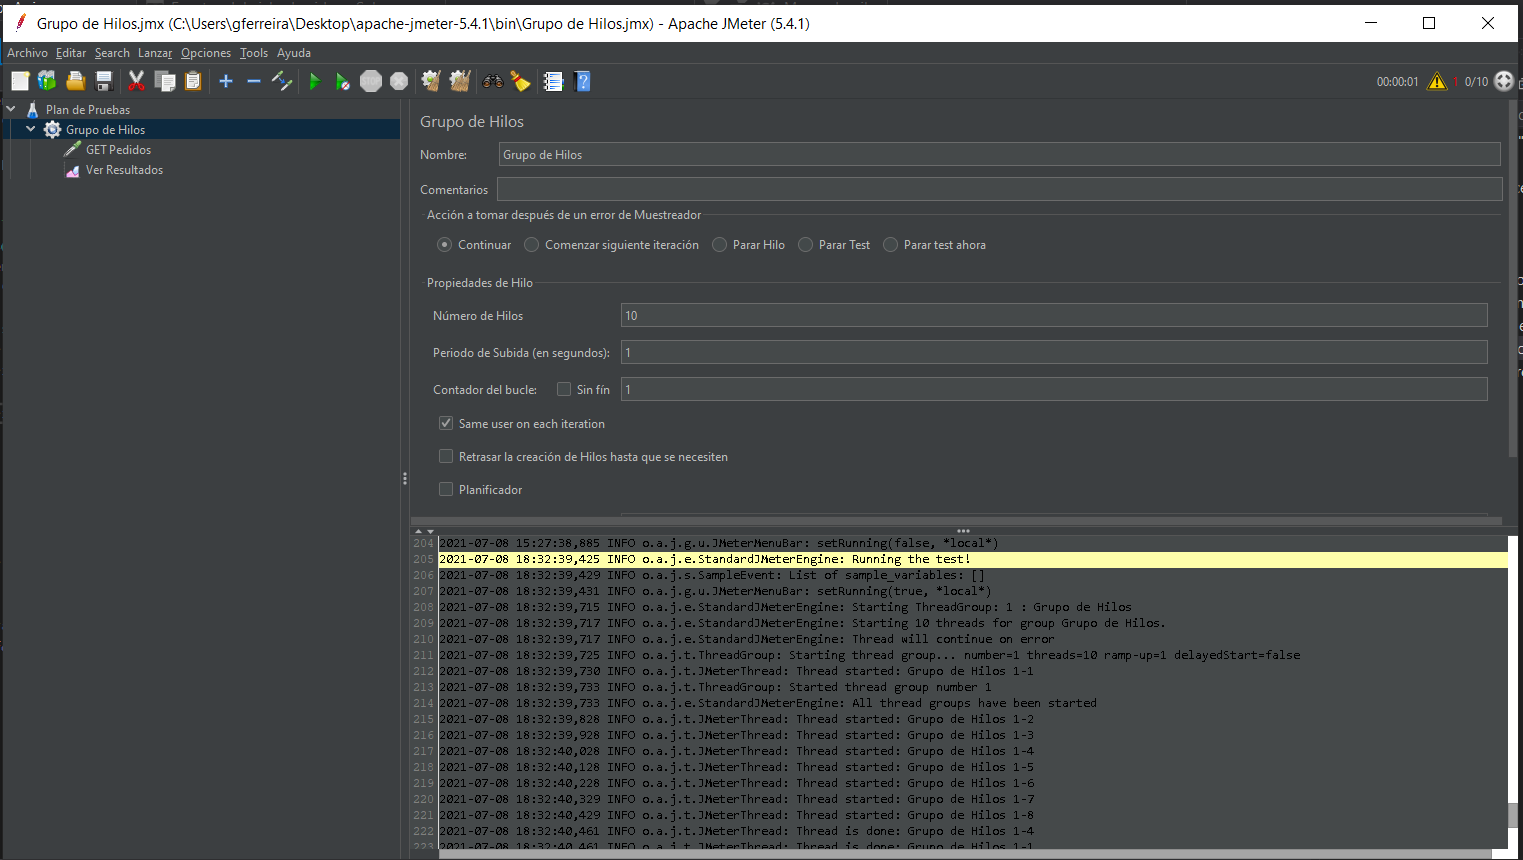 Grupo de Hilos.jmx (C:\Users\gferreira\Desktop\apache-jmeter-5.4.1\bin\Grupo de Hilos.jmx) - Apache JMeter (5.4.1)
Archivo Editar Search Lanzar Opciones Tools Ayuda
00:00:01 1 0/10
Plan de Pruebas
Grupo de Hilos
GET Pedidos
Ver Resultados
Grupo de Hilos
Nombre: Grupo de Hilos
Comentarios
Acción a tomar después de un error de Muestreador
Continuar Comenzar siguiente iteración Parar Hilo Parar Test Parar test ahora
Propiedades de Hilo
Número de Hilos 10
Periodo de Subida (en segundos): 1
Contador del bucle: Sin fín 1
Same user on each iteration
Retrasar la creación de Hilos hasta que se necesiten
Planificador
204 2021-07-08 15:27:38,885 INFO o.a.j.g.u.JMeterMenuBar: setRunning(false, *local*)
205 2021-07-08 18:32:39,425 INFO o.a.j.e.StandardJMeterEngine: Running the test!
206 2021-07-08 18:32:39,429 INFO o.a.j.s.SampleEvent: List of sample_variables: []
207 2021-07-08 18:32:39,431 INFO o.a.j.g.u.JMeterMenuBar: setRunning(true, *local*)
208 2021-07-08 18:32:39,715 INFO o.a.j.e.StandardJMeterEngine: Starting ThreadGroup: 1 : Grupo de Hilos
209 2021-07-08 18:32:39,717 INFO o.a.j.e.StandardJMeterEngine: Starting 10 threads for group Grupo de Hilos.
210 2021-07-08 18:32:39,717 INFO o.a.j.e.StandardJMeterEngine: Thread will continue on error
211 2021-07-08 18:32:39,725 INFO o.a.j.t.ThreadGroup: Starting thread group... number=1 threads=10 ramp-up=1 delayedStart=false
212 2021-07-08 18:32:39,730 INFO o.a.j.t.JMeterThread: Thread started: Grupo de Hilos 1-1
213 2021-07-08 18:32:39,733 INFO o.a.j.t.ThreadGroup: Started thread group number 1
214 2021-07-08 18:32:39,733 INFO o.a.j.e.StandardJMeterEngine: All thread groups have been started
215 2021-07-08 18:32:39,828 INFO o.a.j.t.JMeterThread: Thread started: Grupo de Hilos 1-2
216 2021-07-08 18:32:39,928 INFO o.a.j.t.JMeterThread: Thread started: Grupo de Hilos 1-3
217 2021-07-08 18:32:40,028 INFO o.a.j.t.JMeterThread: Thread started: Grupo de Hilos 1-4
218 2021-07-08 18:32:40,128 INFO o.a.j.t.JMeterThread: Thread started: Grupo de Hilos 1-5
219 2021-07-08 18:32:40,228 INFO o.a.j.t.JMeterThread: Thread started: Grupo de Hilos 1-6
220 2021-07-08 18:32:40,329 INFO o.a.j.t.JMeterThread: Thread started: Grupo de Hilos 1-7
221 2021-07-08 18:32:40,429 INFO o.a.j.t.JMeterThread: Thread started: Grupo de Hilos 1-8
222 2021-07-08 18:32:40,461 INFO o.a.j.t.JMeterThread: Thread is done: Grupo de Hilos 1-4
223 2021-07-08 18:32:40,461 INFO o.a.j.t.JMeterThread: Thread is done: Grupo de Hilos 1-1